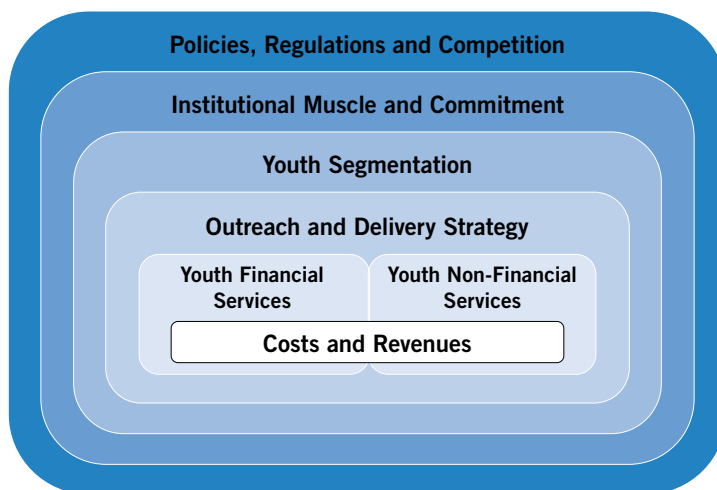 Policies, Regulations and Competition
Institutional Muscle and Commitment
Youth Segmentation
Outreach and Delivery Strategy
Youth Financial
Services
Youth Non-Financial
Services
Costs and Revenues